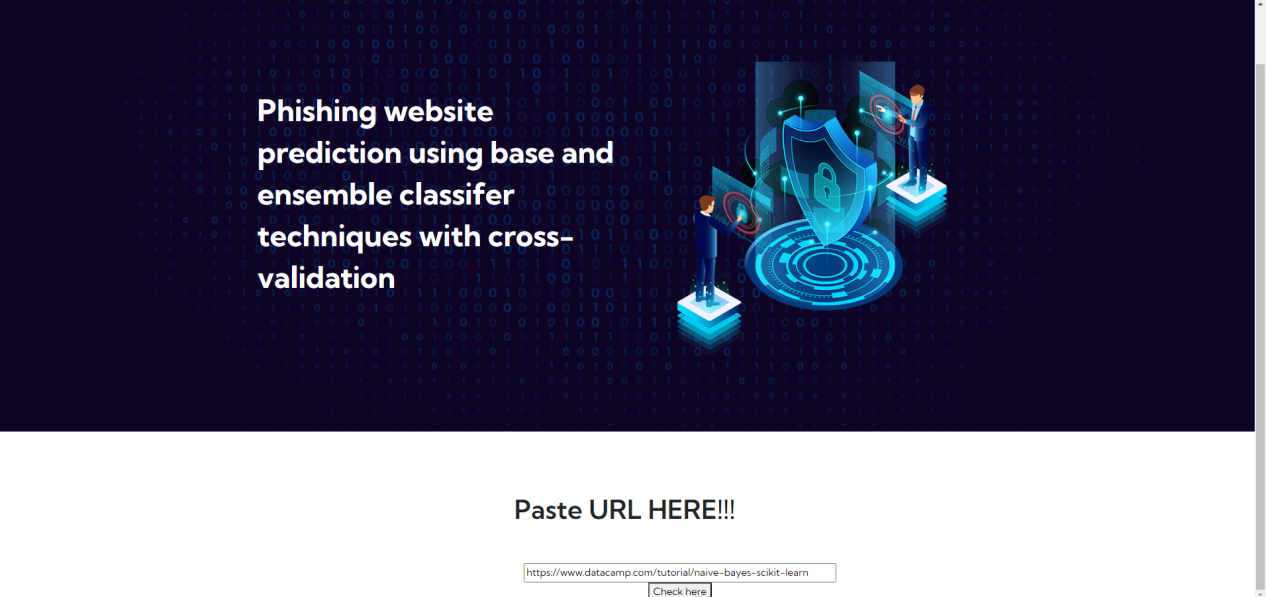 Phishing website
prediction using base and
ensemble classifer
techniques with cross-
validation
Paste URL HERE!!!
https://www.datacamp.com/tutorial/naive-bayes-scikit-learn
Check here